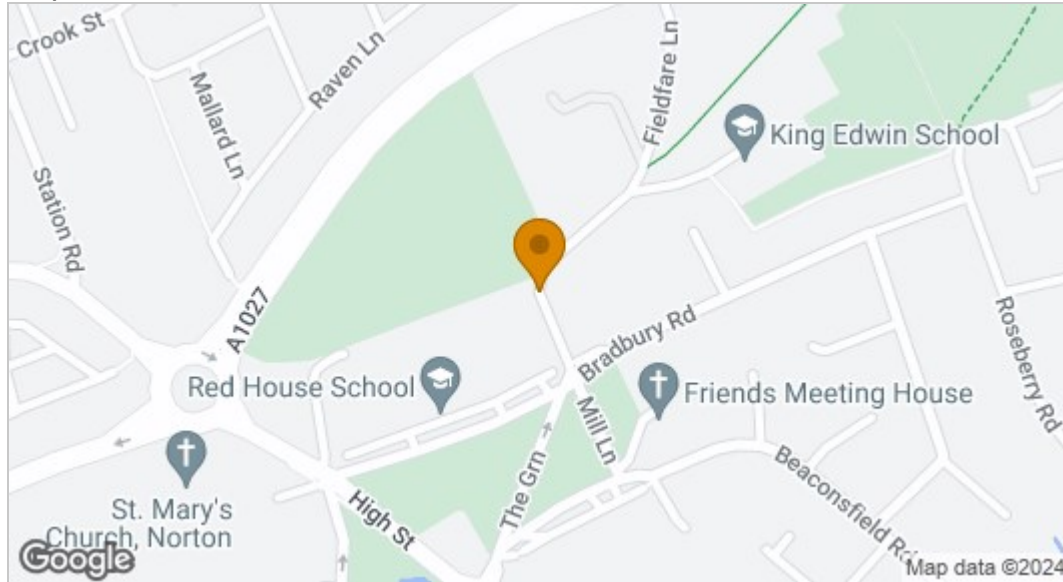 Crook St
Mallard Ln
Raven Ln
Fieldfare Ln
King Edwin School
Station Rd
A1027
Bradbury Rd
Roseberry Rd
Red House School
Friends Meeting House
Mill Ln
The Grn
Beaconsfield Rd
St. Mary's
Church, Norton
High St
Google
Map data ©2024